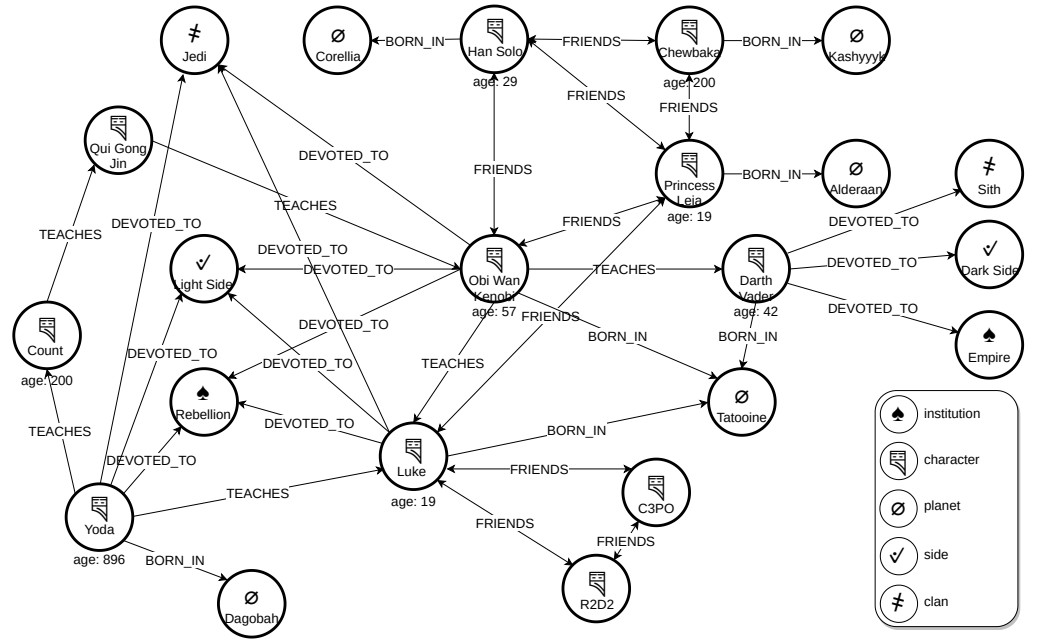 Jedi
Corellia
BORN_IN
Han Solo
age: 29
FRIENDS
Chewbaka
age: 200
BORN_IN
Kashyyyk
FRIENDS
FRIENDS
Qui Gong
Jin
DEVOTED_TO
FRIENDS
Princess
Leia
age: 19
BORN_IN
Alderaan
Sith
TEACHES
DEVOTED_TO
TEACHES
DEVOTED_TO
FRIENDS
DEVOTED_TO
Light Side
DEVOTED_TO
Obi Wan
Kenobi
age: 57
TEACHES
Darth
Vader
age: 42
DEVOTED_TO
Dark Side
DEVOTED_TO
DEVOTED_TO
FRIENDS
BORN_IN
BORN_IN
Empire
Count
age: 200
DEVOTED_TO
DEVOTED_TO
TEACHES
Rebellion
DEVOTED_TO
Tatooine
TEACHES
DEVOTED_TO
BORN_IN
Luke
age: 19
FRIENDS
C3PO
TEACHES
Yoda
age: 896
FRIENDS
FRIENDS
BORN_IN
R2D2
Dagobah
institution
character
planet
side
clan